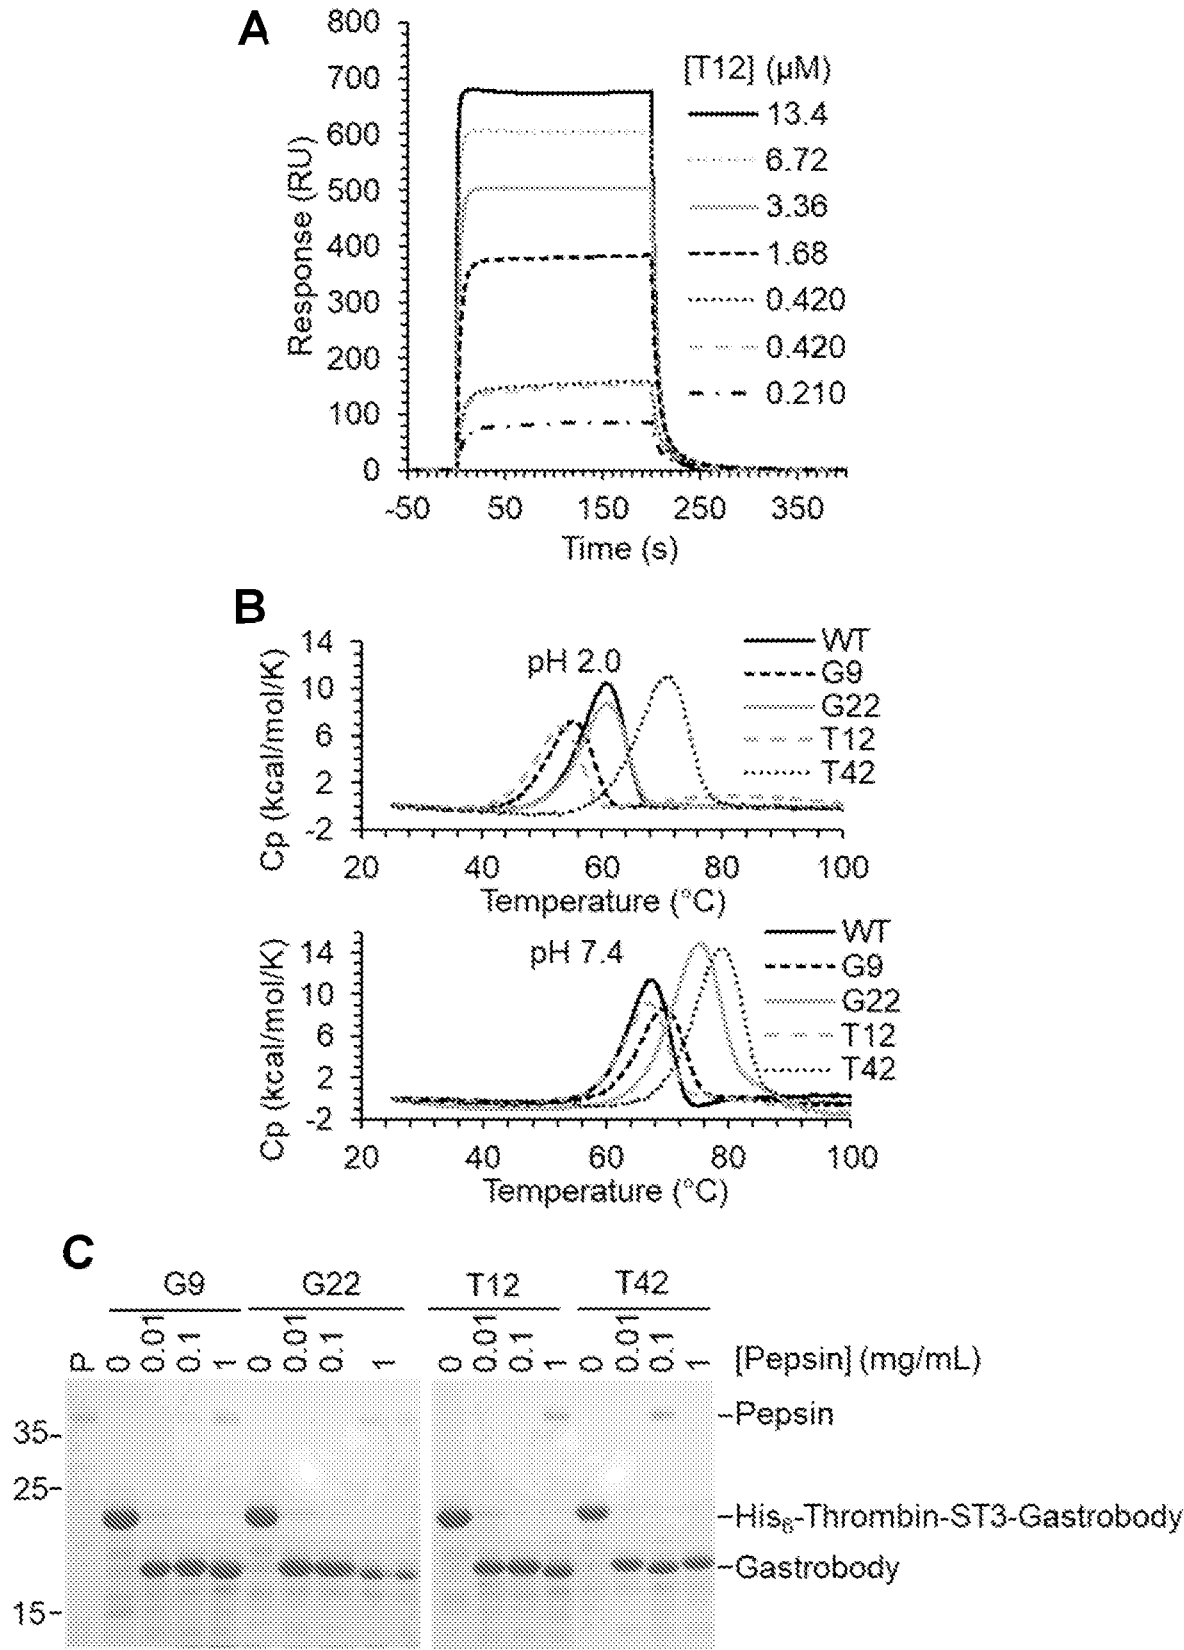 A
800
700
600
500
400
300
200
100
0
Response (RU)
-50 50 150 250 350
Time (s)
[T12] (µM)
13.4
6.72
3.36
1.68
0.420
0.420
0.210
B
14
10
6
2
-2
Cp (kcal/mol/K)
pH 2.0
WT
G9
G22
T12
T42
20 40 60 80 100
Temperature (°C)
14
10
6
2
-2
Cp (kcal/mol/K)
pH 7.4
WT
G9
G22
T12
T42
20 40 60 80 100
Temperature (°C)
C
G9 G22 T12 T42
P 0 0.01 0.1 1 0 0.01 0.1 1 0 0.01 0.1 1 0 0.01 0.1 1 [Pepsin] (mg/mL)
-Pepsin
35-
25-
-His6-Thrombin-ST3-Gastrobody
-Gastrobody
15-